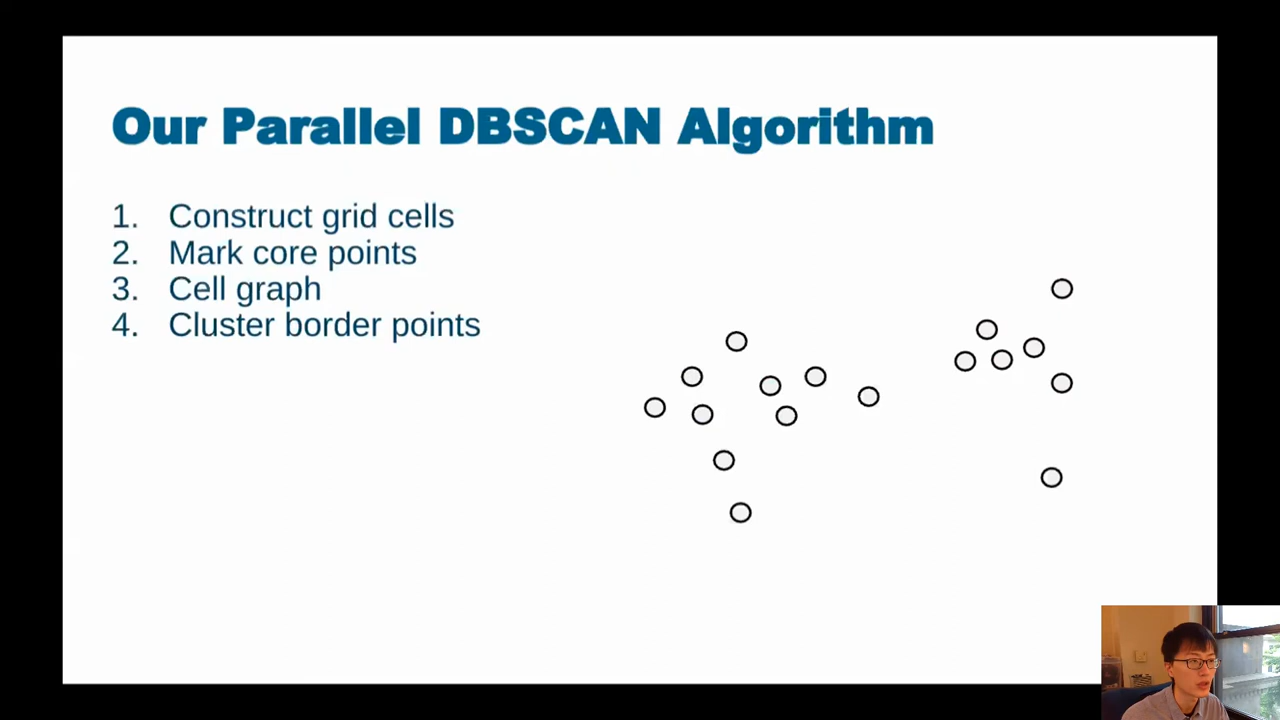 Our Parallel DBSCAN Algorithm
1. Construct grid cells
2. Mark core points
3. Cell graph
4. Cluster border points